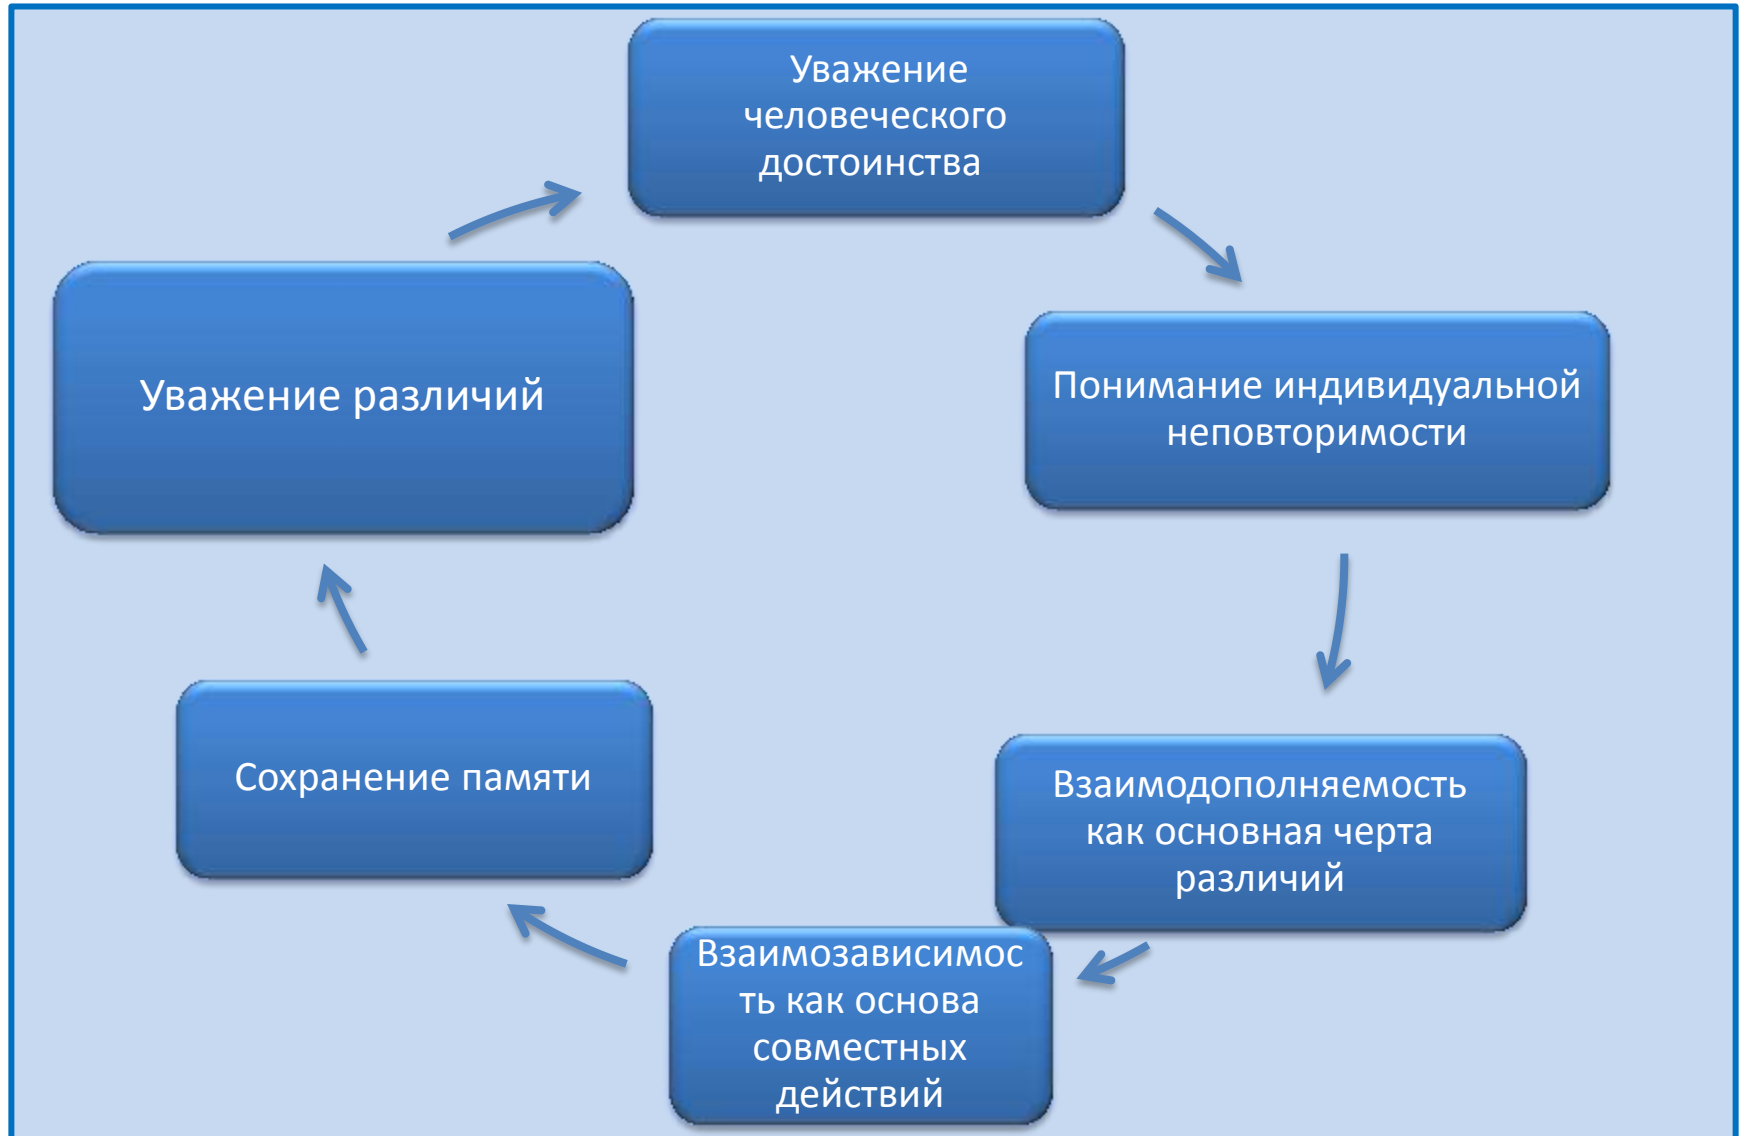 Уважение
человеческого
достоинства
Понимание индивидуальной
неповторимости
Взаимодополняемость
как основная черта
различий
Взаимозависимос
ть как основа
совместных
действий
Сохранение памяти
Уважение различий